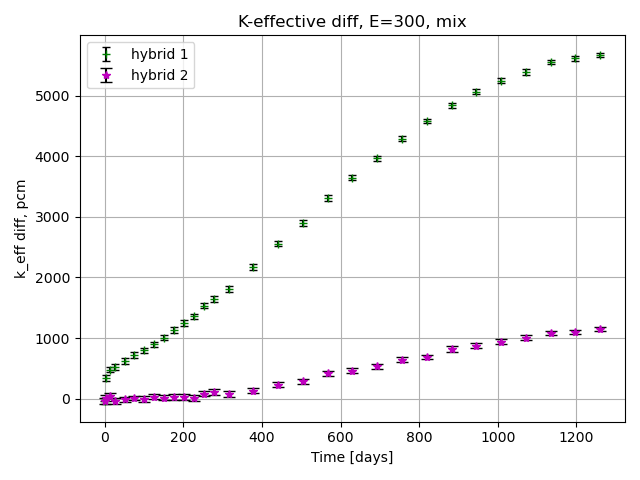 K-effective diff, E=300, mix
hybrid 1
hybrid 2
k_eff diff, pcm
5000
4000
3000
2000
1000
0
0 200 400 600 800 1000 1200
Time [days]